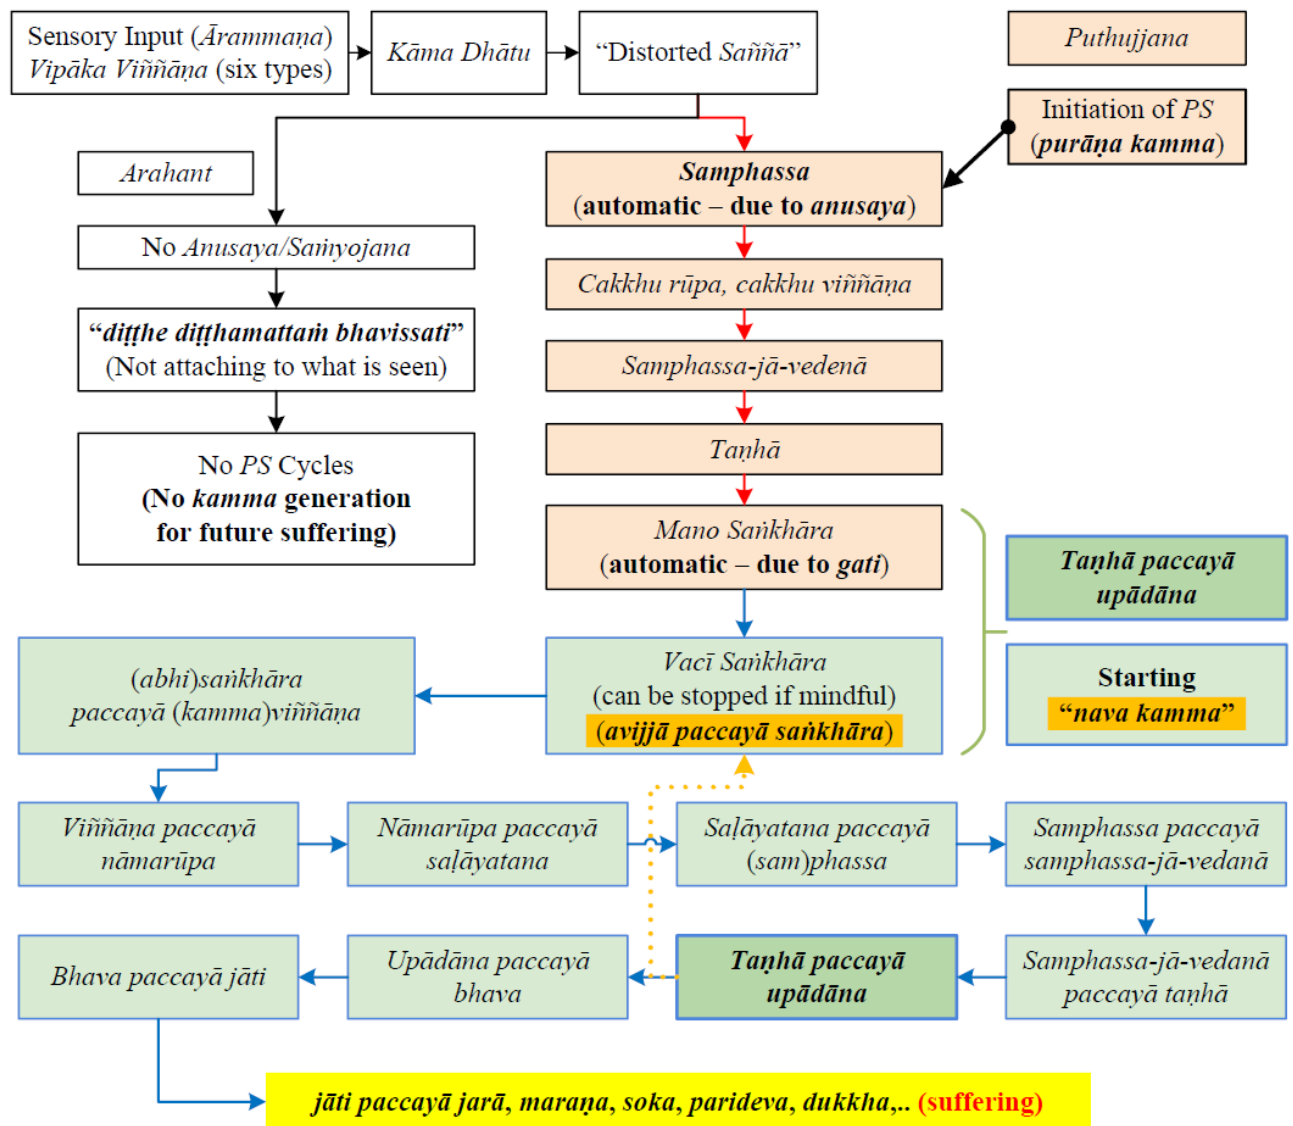 Sensory Input (Ārammaṇa)
Vipāka Viññāṇa (six types)
Kāma Dhātu
“Distorted Saññā”
Puthujjana
Initiation of PS
(purāṇa kamma)
Arahant
Samphassa
(automatic – due to anusaya)
No Anusaya/Saṁyojana
Cakkhu rūpa, cakkhu viññāṇa
“diṭṭhe diṭṭhamattaṁ bhavissati”
(Not attaching to what is seen)
Samphassa-jā-vedenā
Taṇhā
No PS Cycles
(No kamma generation
for future suffering)
Mano Saṅkhāra
(automatic – due to gati)
Taṇhā paccayā
upādāna
Vacī Saṅkhāra
(can be stopped if mindful)
(avijjā paccayā saṅkhāra)
Starting
“nava kamma”
(abhi)saṅkhāra
paccayā (kamma)viññāṇa
Viññāṇa paccayā
nāmarūpa
Nāmarūpa paccayā
saḷāyatana
Saḷāyatana paccayā
(sam)phassa
Samphassa paccayā
samphassa-jā-vedanā
Samphassa-jā-vedanā
paccayā taṇhā
Taṇhā paccayā
upādāna
Upādāna paccayā
bhava
Bhava paccayā jāti
jāti paccayā jarā, maraṇa, soka, parideva, dukkha,.. (suffering)